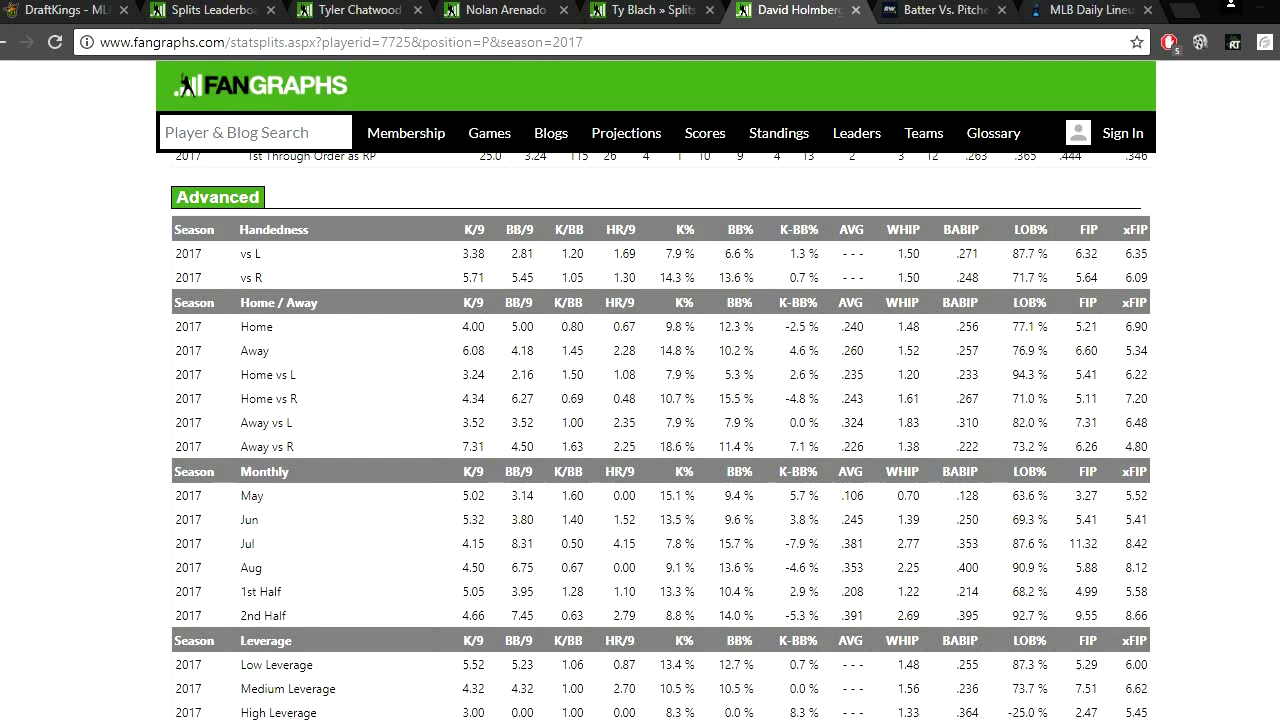 DraftKings - ML Splits Leaderboa Tyler Chatwood Nolan Arenado Ty Blach » Splits David Holmberg Batter Vs. Pitche MLB Daily Lineu
www.fangraphs.com/statsplits.aspx?playerid=7725&position=P&season=2017
5 RT
FANGRAPHS
Player & Blog Search Membership Games Blogs Projections Scores Standings Leaders Teams Glossary Sign In
2017 1st Through Order as RP 25.0 3.24 115 26 4 1 10 9 4 13 2 3 12 .263 .365 .444 .346
Advanced
Season Handedness K/9 BB/9 K/BB HR/9 K% BB% K-BB% AVG WHIP BABIP LOB% FIP xFIP
2017 vs L 3.38 2.81 1.20 1.69 7.9 % 6.6 % 1.3 % - - - 1.50 .271 87.7 % 6.32 6.35
2017 vs R 5.71 5.45 1.05 1.30 14.3 % 13.6 % 0.7 % - - - 1.50 .248 71.7 % 5.64 6.09
Season Home / Away K/9 BB/9 K/BB HR/9 K% BB% K-BB% AVG WHIP BABIP LOB% FIP xFIP
2017 Home 4.00 5.00 0.80 0.67 9.8 % 12.3 % -2.5 % .240 1.48 .256 77.1 % 5.21 6.90
2017 Away 6.08 4.18 1.45 2.28 14.8 % 10.2 % 4.6 % .260 1.52 .257 76.9 % 6.60 5.34
2017 Home vs L 3.24 2.16 1.50 1.08 7.9 % 5.3 % 2.6 % .235 1.20 .233 94.3 % 5.41 6.22
2017 Home vs R 4.34 6.27 0.69 0.48 10.7 % 15.5 % -4.8 % .243 1.61 .267 71.0 % 5.11 7.20
2017 Away vs L 3.52 3.52 1.00 2.35 7.9 % 7.9 % 0.0 % .324 1.83 .310 82.0 % 7.31 6.48
2017 Away vs R 7.31 4.50 1.63 2.25 18.6 % 11.4 % 7.1 % .226 1.38 .222 73.2 % 6.26 4.80
Season Monthly K/9 BB/9 K/BB HR/9 K% BB% K-BB% AVG WHIP BABIP LOB% FIP xFIP
2017 May 5.02 3.14 1.60 0.00 15.1 % 9.4 % 5.7 % .106 0.70 .128 63.6 % 3.27 5.52
2017 Jun 5.32 3.80 1.40 1.52 13.5 % 9.6 % 3.8 % .245 1.39 .250 69.3 % 5.41 5.41
2017 Jul 4.15 8.31 0.50 4.15 7.8 % 15.7 % -7.9 % .381 2.77 .353 87.6 % 11.32 8.42
2017 Aug 4.50 6.75 0.67 0.00 9.1 % 13.6 % -4.6 % .353 2.25 .400 90.9 % 5.88 8.12
2017 1st Half 5.05 3.95 1.28 1.10 13.3 % 10.4 % 2.9 % .208 1.22 .214 68.2 % 4.99 5.58
2017 2nd Half 4.66 7.45 0.63 2.79 8.8 % 14.0 % -5.3 % .391 2.69 .395 92.7 % 9.55 8.66
Season Leverage K/9 BB/9 K/BB HR/9 K% BB% K-BB% AVG WHIP BABIP LOB% FIP xFIP
2017 Low Leverage 5.52 5.23 1.06 0.87 13.4 % 12.7 % 0.7 % - - - 1.48 .255 87.3 % 5.29 6.00
2017 Medium Leverage 4.32 4.32 1.00 2.70 10.5 % 10.5 % 0.0 % - - - 1.56 .236 73.7 % 7.51 6.62
2017 High Leverage 3.00 0.00 1.00 0.00 8.3 % 0.0 % 8.3 % - - - 1.33 .364 -25.0 % 2.47 5.45